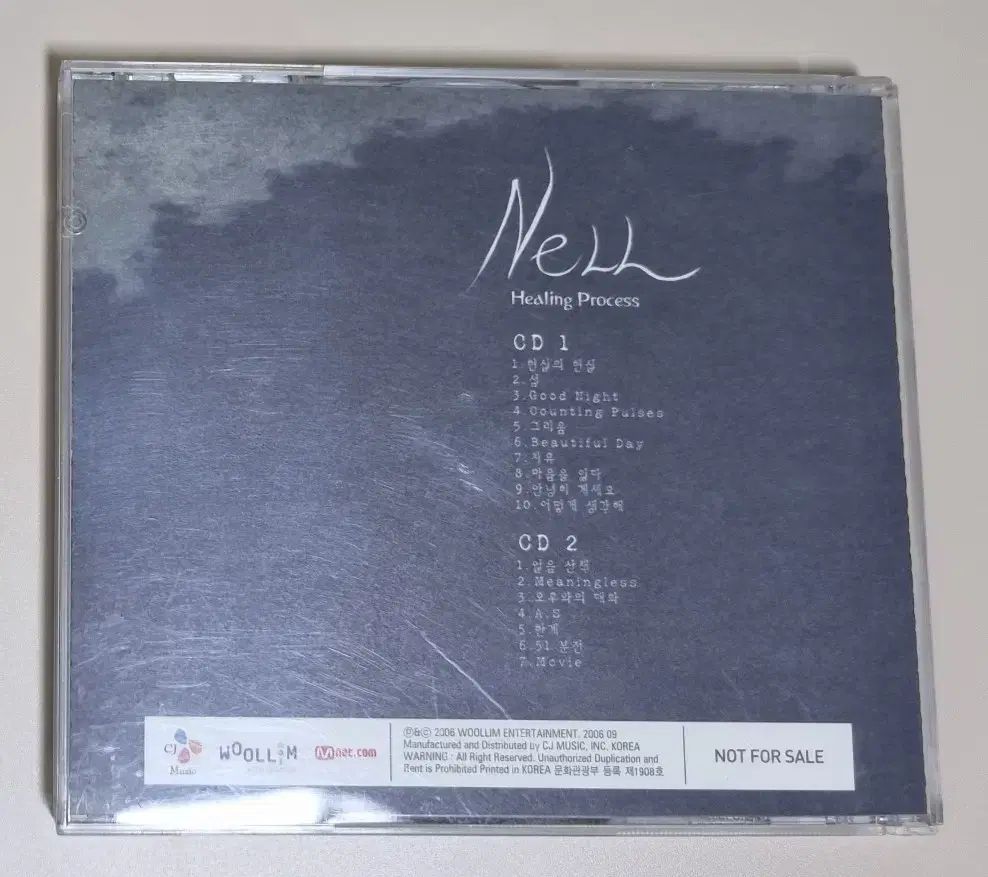 Nell
Healing Process
CD 1
1.현실의 현실
2.섬
3.Good Night
4.Counting Pulses
5.그리움
6.Beautiful Day
7.치유
8.마음을 잃다
9.안녕히 계세요
10.어떻게 생각해
CD 2
1.얼음 산책
2.Meaningless
3.오후와의 대화
4.A.S
5.한계
6.51 분전
7.Movie
CJ
Music
WOOLLIM
Mnet.com
℗&© 2006 WOOLLIM ENTERTAINMENT. 2006 09
Manufactured and Distributed by CJ MUSIC, INC. KOREA
WARNING : All Right Reserved. Unauthorized Duplication and
Rent is Prohibited Printed in KOREA 문화관광부 등록 제1908호
NOT FOR SALE